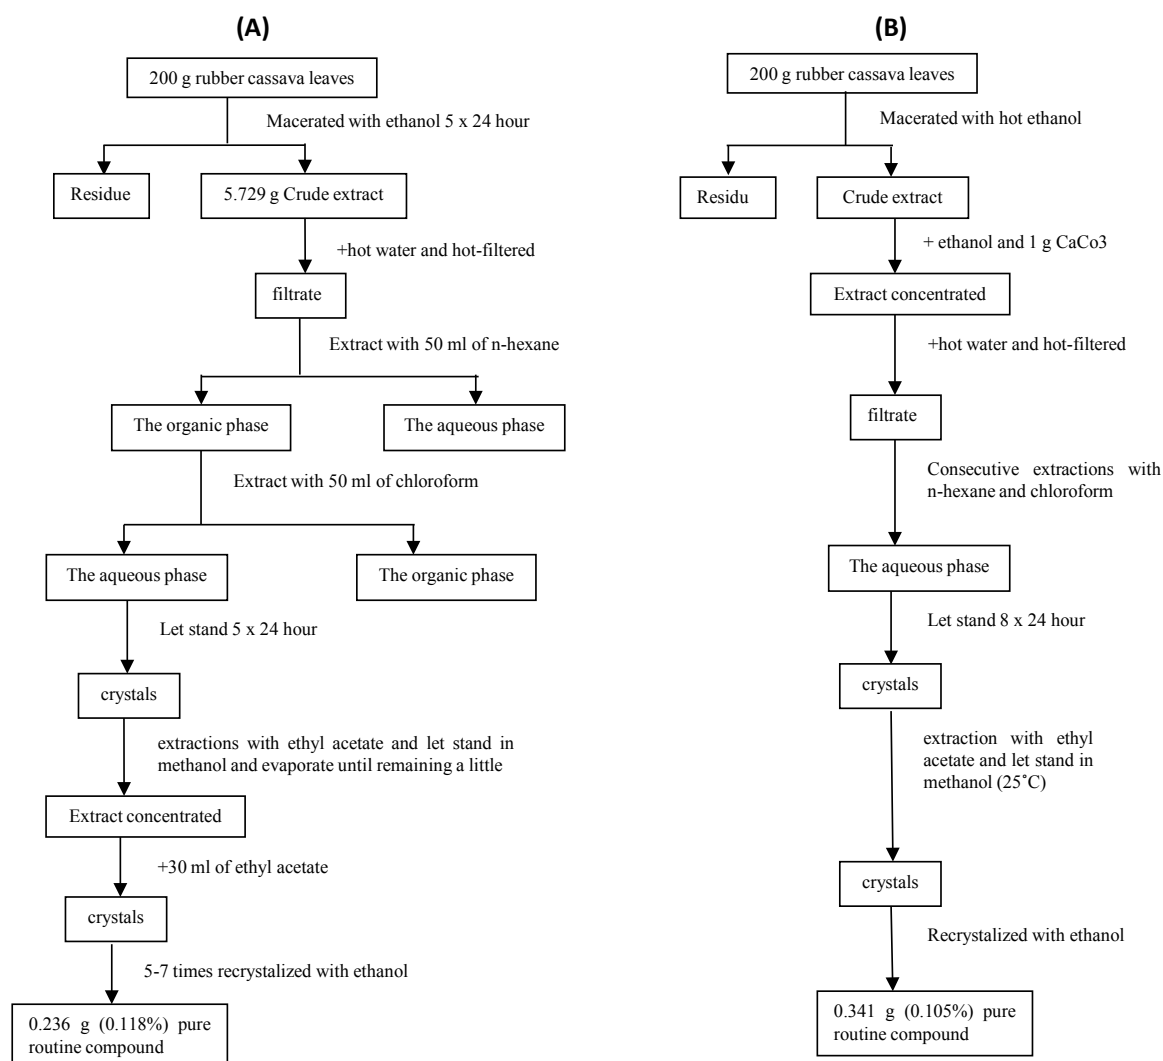 (A)
200 g rubber cassava leaves
Macerated with ethanol 5 x 24 hour
Residue
5.729 g Crude extract
+hot water and hot-filtered
filtrate
Extract with 50 ml of n-hexane
The organic phase
The aqueous phase
Extract with 50 ml of chloroform
The aqueous phase
The organic phase
Let stand 5 x 24 hour
crystals
extractions with ethyl acetate and let stand in
methanol and evaporate until remaining a little
Extract concentrated
+30 ml of ethyl acetate
crystals
5-7 times recrystalized with ethanol
0.236 g (0.118%) pure
routine compound
(B)
200 g rubber cassava leaves
Macerated with hot ethanol
Residu
Crude extract
+ ethanol and 1 g CaCo3
Extract concentrated
+hot water and hot-filtered
filtrate
Consecutive extractions with
n-hexane and chloroform
The aqueous phase
Let stand 8 x 24 hour
crystals
extraction with ethyl
acetate and let stand in
methanol (25˚C)
crystals
Recrystalized with ethanol
0.341 g (0.105%) pure
routine compound